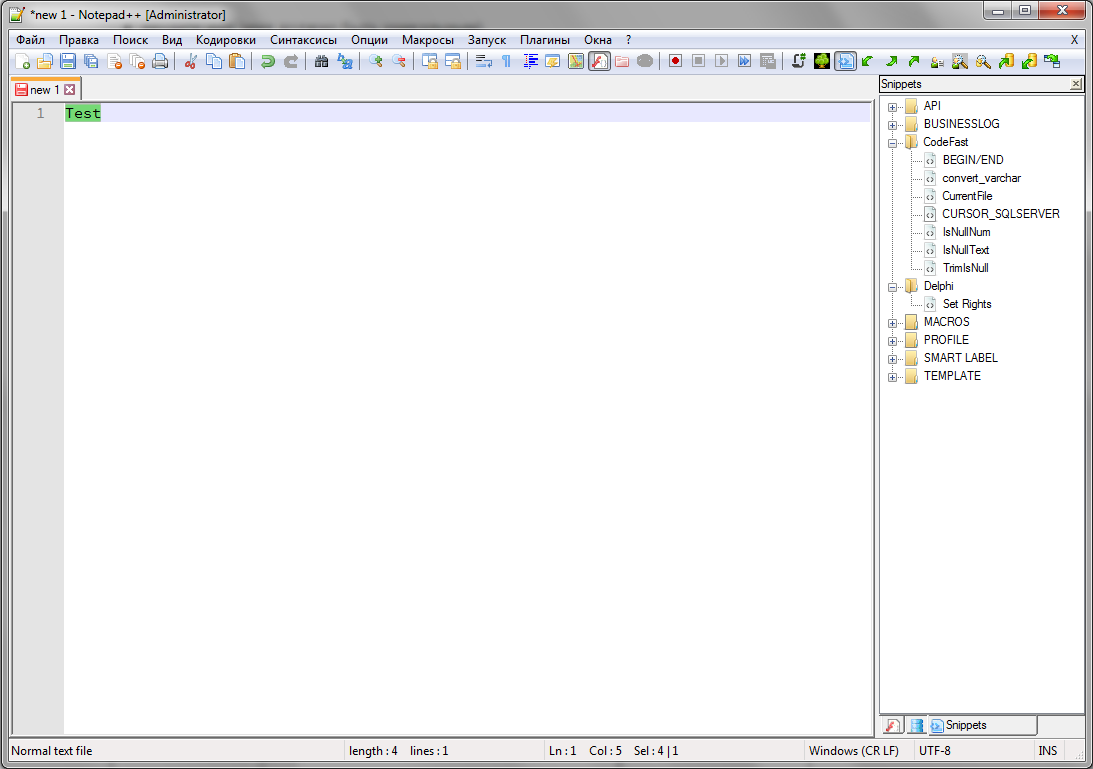 *new 1 - Notepad++ [Administrator]
Файл Правка Поиск Вид Кодировки Синтаксисы Опции Макросы Запуск Плагины Окна ? X
new 1
1 Test
Snippets
API
BUSINESSLOG
CodeFast
BEGIN/END
convert_varchar
CurrentFile
CURSOR_SQLSERVER
IsNullNum
IsNullText
TrimIsNull
Delphi
Set Rights
MACROS
PROFILE
SMART LABEL
TEMPLATE
Snippets
Normal text file length : 4 lines : 1 Ln : 1 Col : 5 Sel : 4 | 1 Windows (CR LF) UTF-8 INS